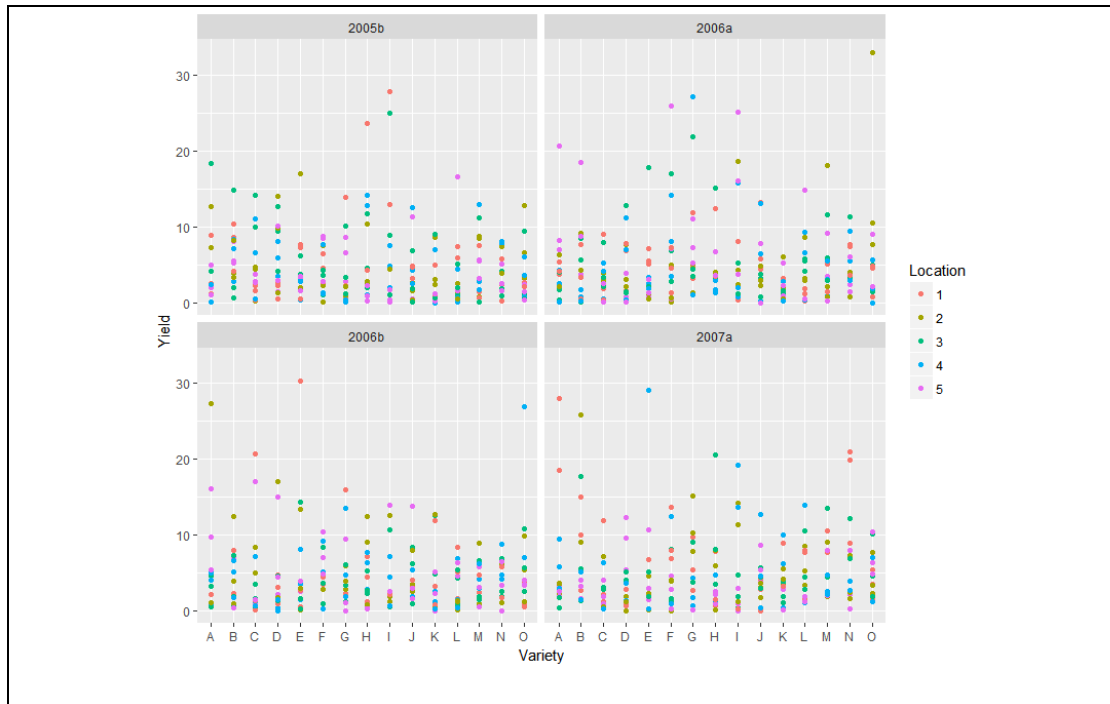 2005b 2006a
30
20
10
0
Yield
2006b 2007a
30
20
10
0
A B C D E F G H I J K L M N O A B C D E F G H I J K L M N O
Variety
Location
1
2
3
4
5